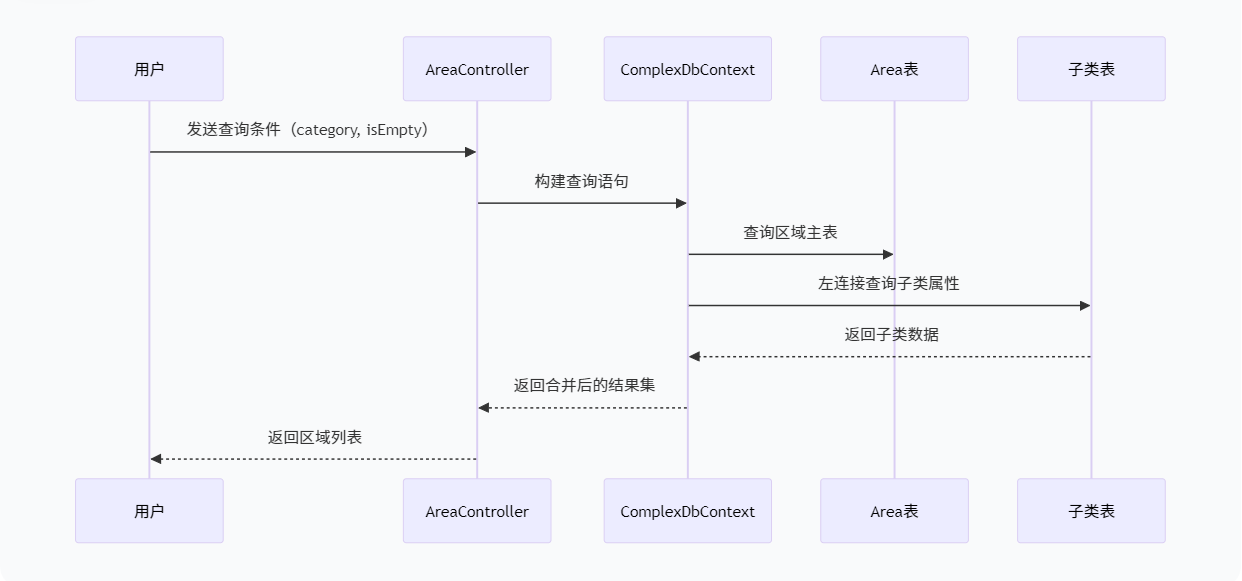 用户
AreaController
ComplexDbContext
Area表
子类表
发送查询条件（category, isEmpty）
构建查询语句
查询区域主表
左连接查询子类属性
返回子类数据
返回合并后的结果集
返回区域列表
用户
AreaController
ComplexDbContext
Area表
子类表